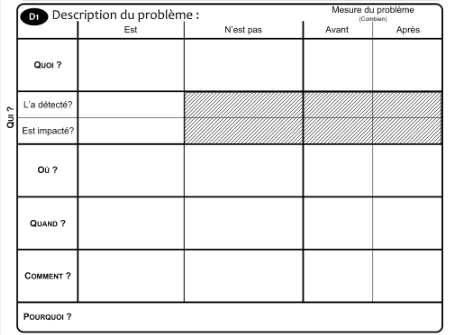 D1 Description du problème :
Mesure du problème
(Combien)
Est N'est pas Avant Après
QUOI ?
QUI ?
L'a détecté?
Est impacté?
OÙ ?
QUAND ?
COMMENT ?
POURQUOI ?